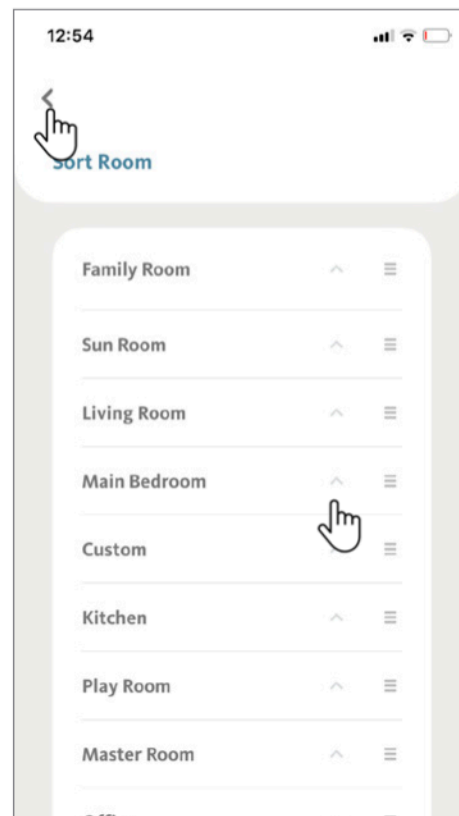 12:54
Sort Room
Family Room
Sun Room
Living Room
Main Bedroom
Custom
Kitchen
Play Room
Master Room